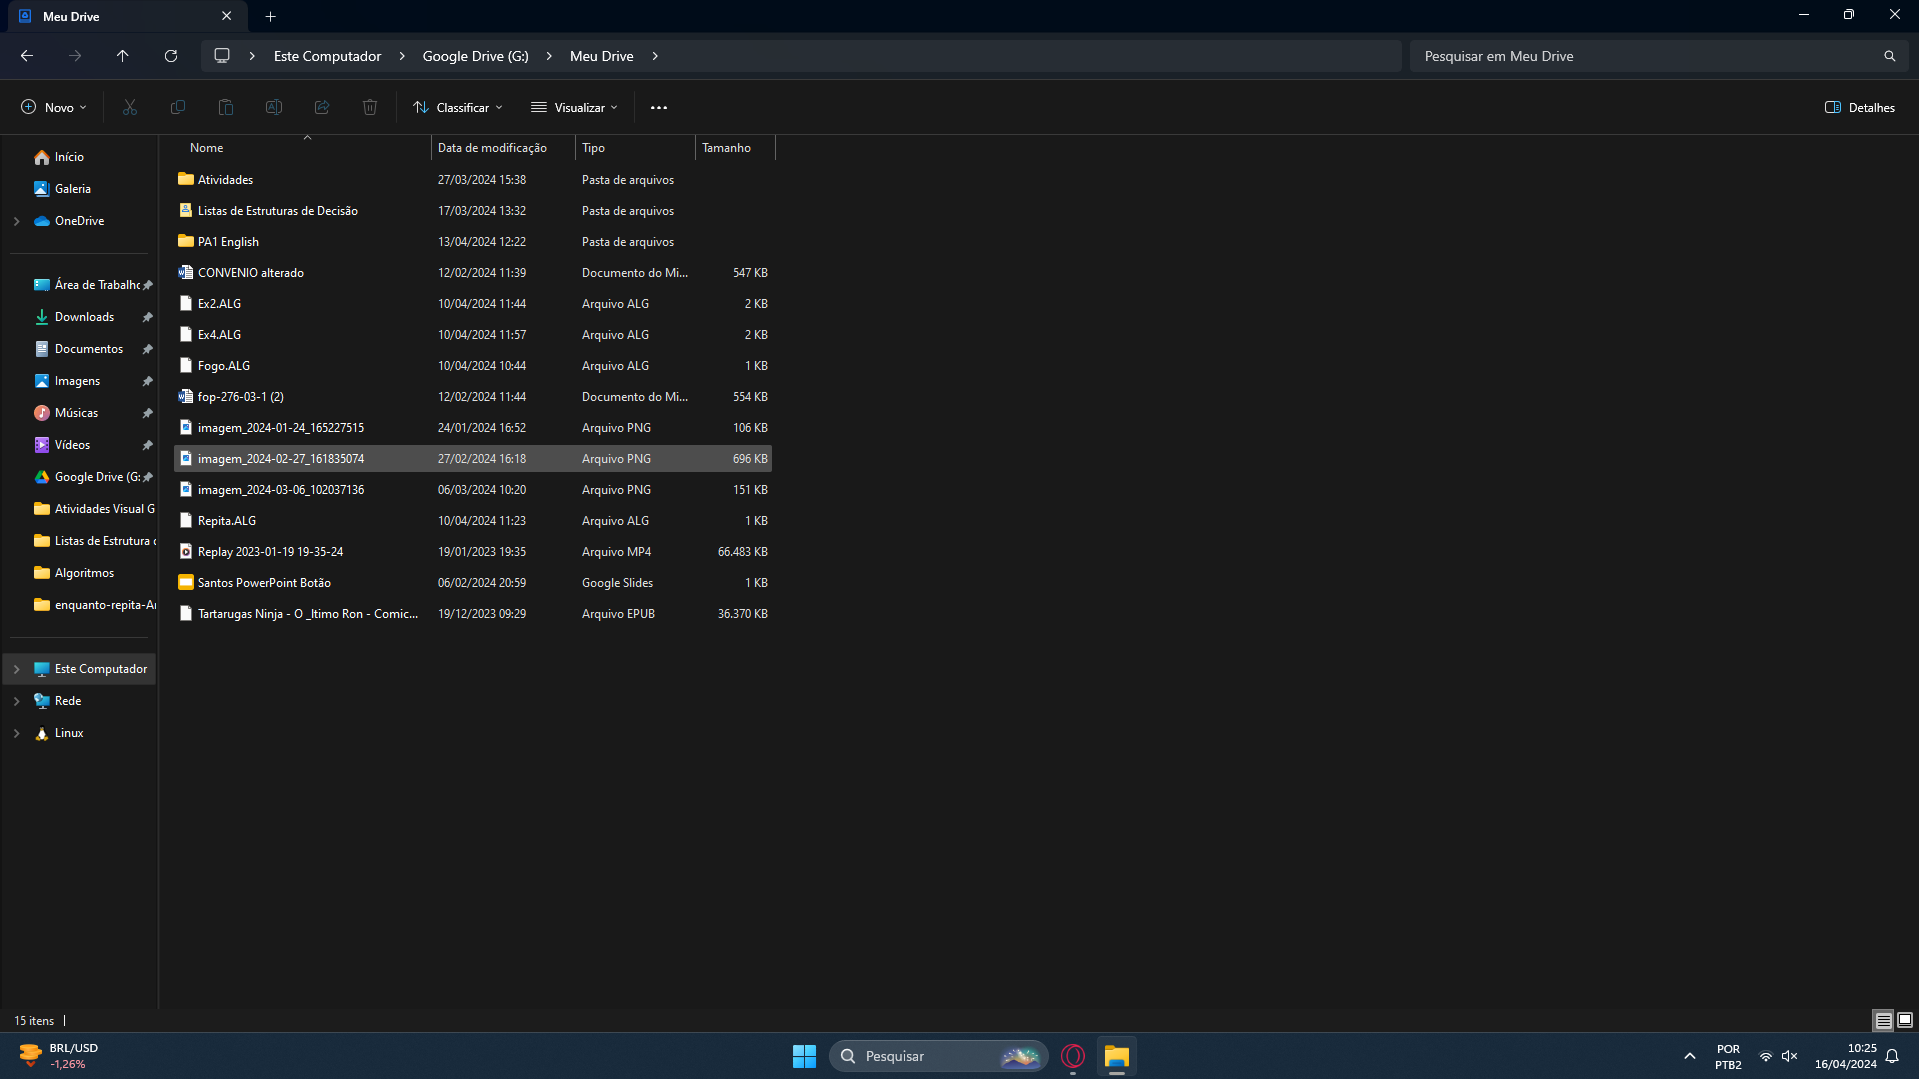 Meu Drive
Este Computador
Google Drive (G:)
Meu Drive
Pesquisar em Meu Drive
Novo
Classificar
Visualizar
Detalhes
Início
Galeria
OneDrive
Área de Trabalho
Downloads
Documentos
Imagens
Músicas
Vídeos
Google Drive (G:
Atividades Visual G
Listas de Estrutura
Algoritmos
enquanto-repita-A
Este Computador
Rede
Linux
Nome Data de modificação Tipo Tamanho
Atividades 27/03/2024 15:38 Pasta de arquivos
Listas de Estruturas de Decisão 17/03/2024 13:32 Pasta de arquivos
PA1 English 13/04/2024 12:22 Pasta de arquivos
CONVENIO alterado 12/02/2024 11:39 Documento do Mi... 547 KB
Ex2.ALG 10/04/2024 11:44 Arquivo ALG 2 KB
Ex4.ALG 10/04/2024 11:57 Arquivo ALG 2 KB
Fogo.ALG 10/04/2024 10:44 Arquivo ALG 1 KB
fop-276-03-1 (2) 12/02/2024 11:44 Documento do Mi... 554 KB
imagem_2024-01-24_165227515 24/01/2024 16:52 Arquivo PNG 106 KB
imagem_2024-02-27_161835074 27/02/2024 16:18 Arquivo PNG 696 KB
imagem_2024-03-06_102037136 06/03/2024 10:20 Arquivo PNG 151 KB
Repita.ALG 10/04/2024 11:23 Arquivo ALG 1 KB
Replay 2023-01-19 19-35-24 19/01/2023 19:35 Arquivo MP4 66.483 KB
Santos PowerPoint Botão 06/02/2024 20:59 Google Slides 1 KB
Tartarugas Ninja - O _ltimo Ron - Comic... 19/12/2023 09:29 Arquivo EPUB 36.370 KB
15 itens
BRL/USD
-1,26%
Pesquisar
POR
PTB2
10:25
16/04/2024